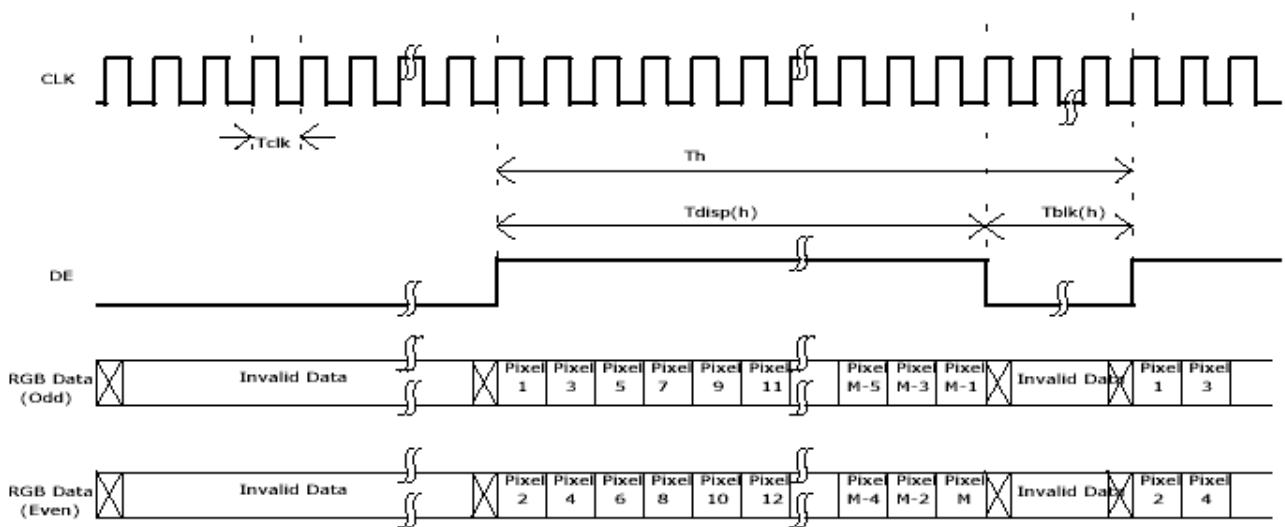 CLK
Tclk
Th
Tdisp(h)
Tblk(h)
DE
RGB Data
(Odd)
Invalid Data
Pixel
1
Pixel
3
Pixel
5
Pixel
7
Pixel
9
Pixel
11
Pixel
M-5
Pixel
M-3
Pixel
M-1
Invalid Data
Pixel
1
Pixel
3
RGB Data
(Even)
Invalid Data
Pixel
2
Pixel
4
Pixel
6
Pixel
8
Pixel
10
Pixel
12
Pixel
M-4
Pixel
M-2
Pixel
M
Invalid Data
Pixel
2
Pixel
4